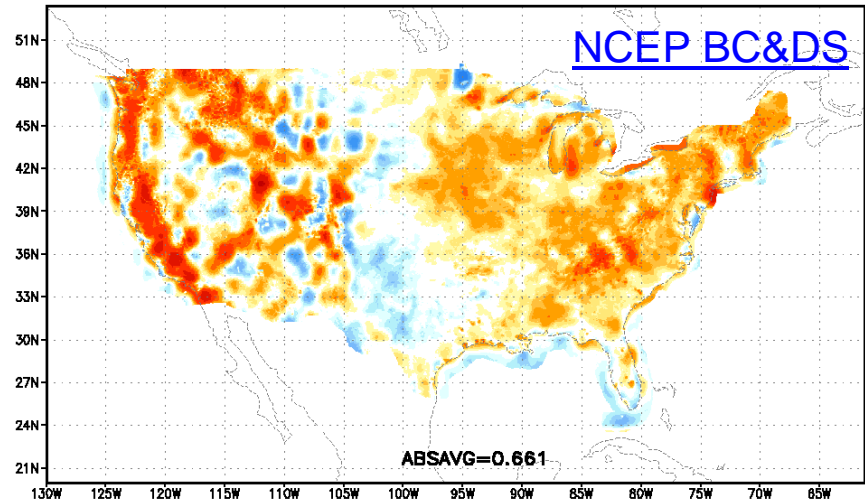 NCEP BC&DS
51N
48N
45N
42N
39N
36N
33N
30N
27N
24N
21N
ABSAVG=0.661
130W 125W 120W 115W 110W 105W 100W 95W 90W 85W 80W 75W 70W 65W